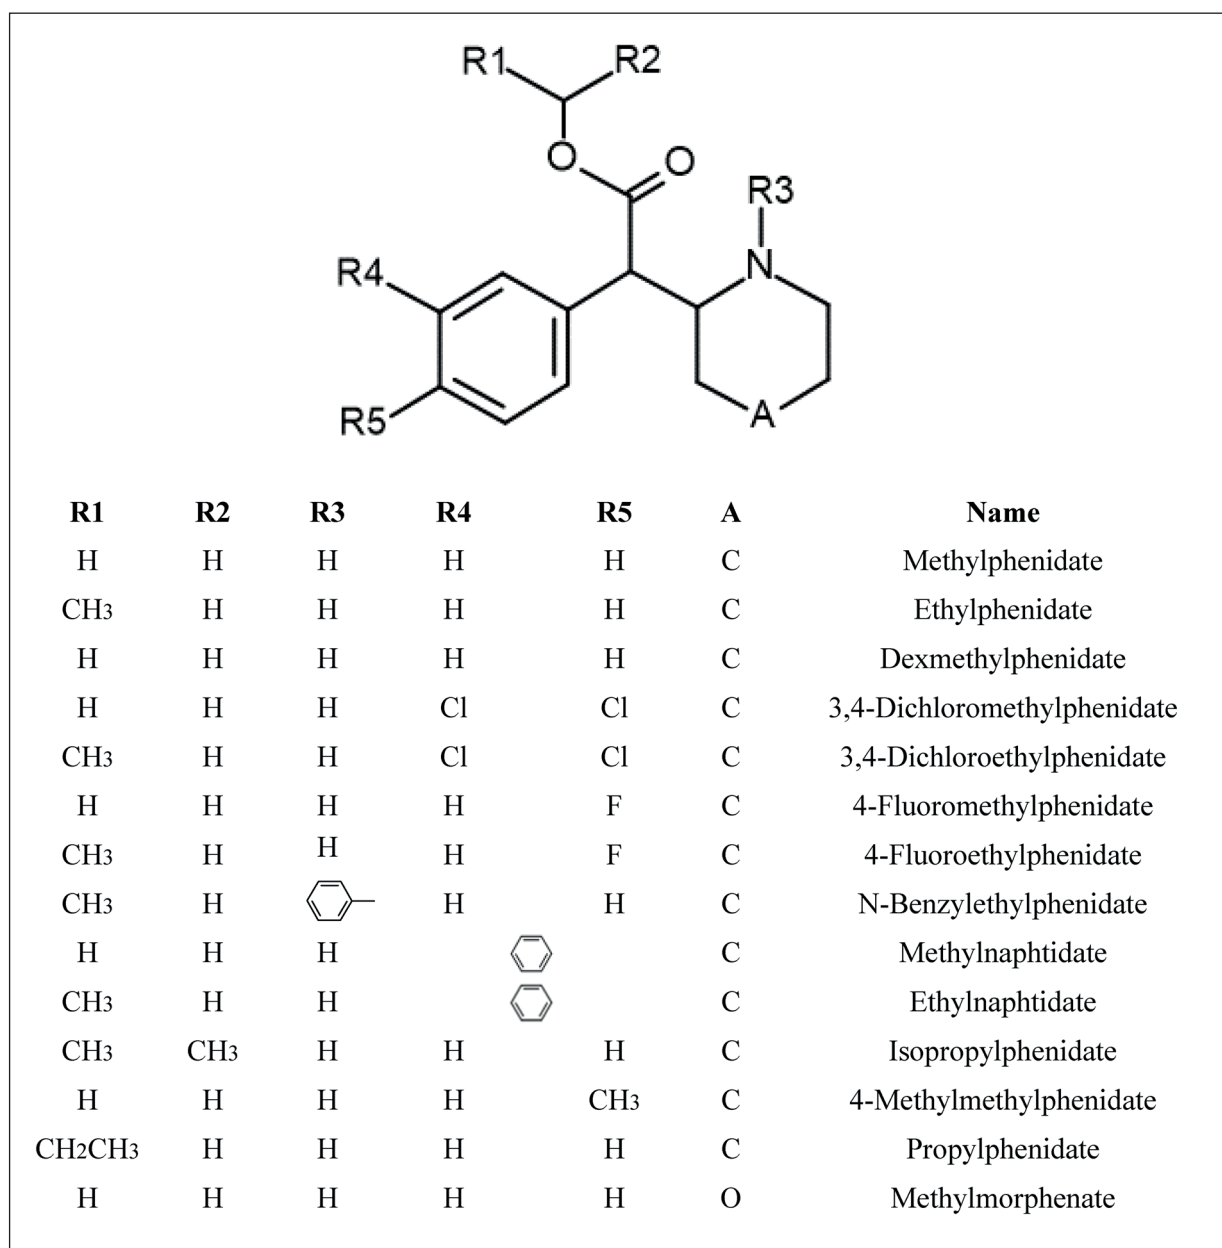 R1 R2
O O
R3
R4 N
R5 A
R1 R2 R3 R4 R5 A Name
H H H H H C Methylphenidate
CH3 H H H H C Ethylphenidate
H H H H H C Dexmethylphenidate
H H H Cl Cl C 3,4-Dichloromethylphenidate
CH3 H H Cl Cl C 3,4-Dichloroethylphenidate
H H H H F C 4-Fluoromethylphenidate
CH3 H H H F C 4-Fluoroethylphenidate
CH3 H H H C N-Benzylethylphenidate
H H H C Methylnaphtidate
CH3 H H C Ethylnaphtidate
CH3 CH3 H H H C Isopropylphenidate
H H H H CH3 C 4-Methylmethylphenidate
CH2CH3 H H H H C Propylphenidate
H H H H H O Methylmorphenate